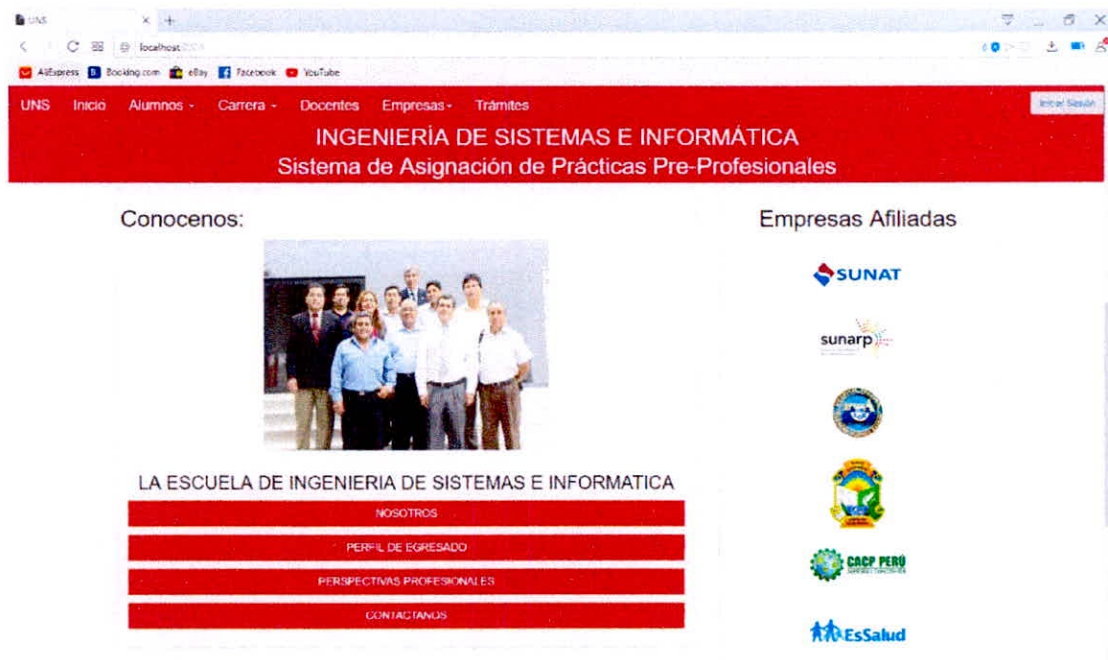 UNS
localhost
AliExpress Booking.com eBay Facebook YouTube
UNS Inicio Alumnos Carrera Docentes Empresas Trámites
Iniciar Sesión
INGENIERÍA DE SISTEMAS E INFORMÁTICA
Sistema de Asignación de Prácticas Pre-Profesionales
Conocenos:
LA ESCUELA DE INGENIERIA DE SISTEMAS E INFORMATICA
NOSOTROS
PERFIL DE EGRESADO
PERSPECTIVAS PROFESIONALES
CONTACTANOS
Empresas Afiliadas
SUNAT
sunarp
CACP PERÚ
EsSalud